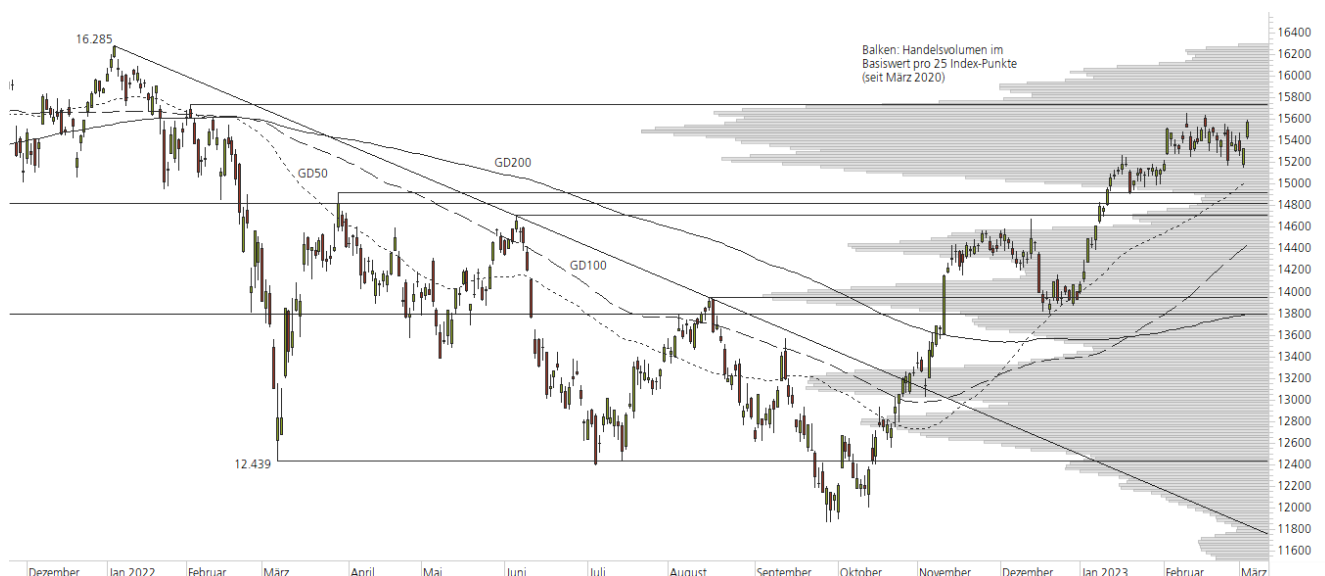 16.285
Balken: Handelsvolumen im
Basiswert pro 25 Index-Punkte
(seit März 2020)
GD200
GD50
GD100
12.439
16400
16200
16000
15800
15600
15400
15200
15000
14800
14600
14400
14200
14000
13800
13600
13400
13200
13000
12800
12600
12400
12200
12000
11800
11600
Dezember
Jan 2022
Februar
März
April
Mai
Juni
Juli
August
September
Oktober
November
Dezember
Jan 2023
Februar
März